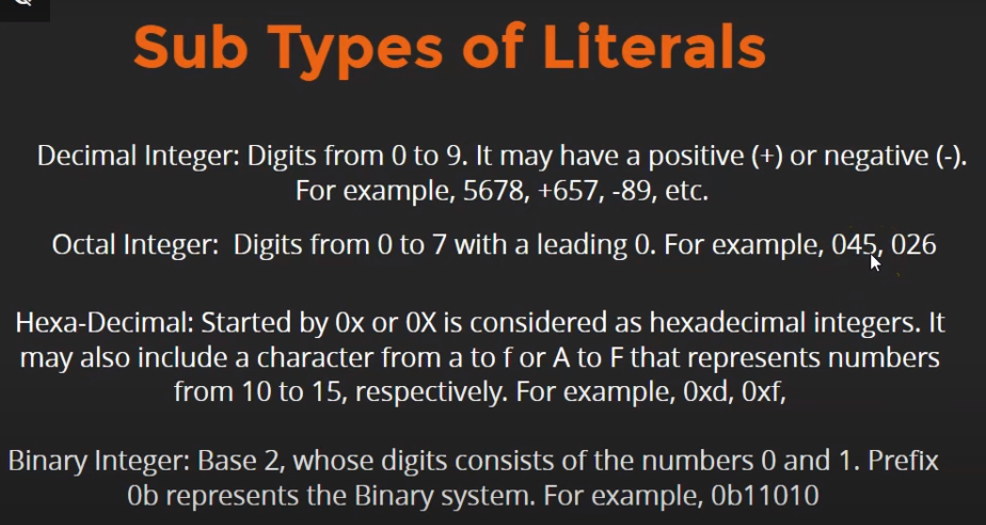 Sub Types of Literals
Decimal Integer: Digits from 0 to 9. It may have a positive (+) or negative (-).
For example, 5678, +657, -89, etc.
Octal Integer:  Digits from 0 to 7 with a leading 0. For example, 045, 026
Hexa-Decimal: Started by 0x or 0X is considered as hexadecimal integers. It
may also include a character from a to f or A to F that represents numbers
from 10 to 15, respectively. For example, 0xd, 0xf,
Binary Integer: Base 2, whose digits consists of the numbers 0 and 1. Prefix
0b represents the Binary system. For example, 0b11010